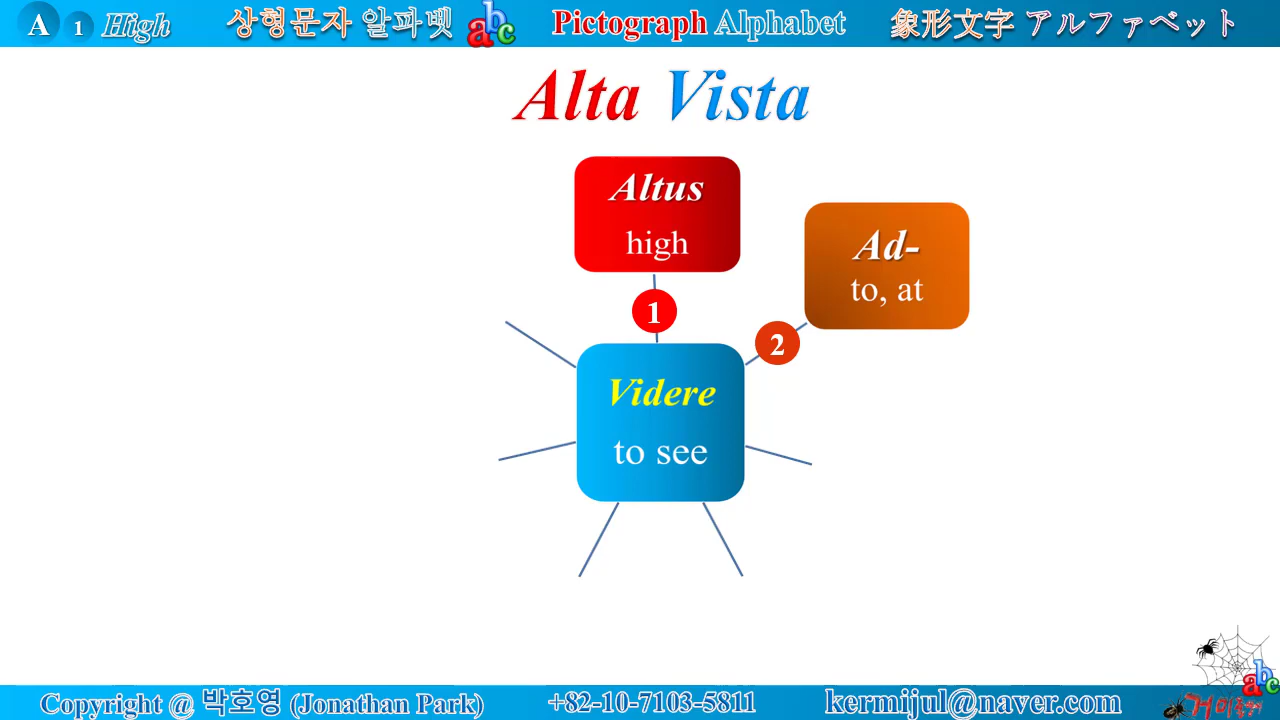 A 1 High 상형문자 알파벳 abc Pictograph Alphabet 象形文字 アルファベット
Alta Vista
Altus
high
Ad-
to, at
1
2
Videre
to see
abc
Copyright @ 박호영 (Jonathan Park) +82-10-7103-5811 kermijul@naver.com